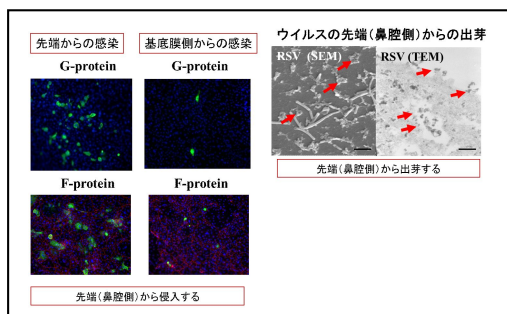 先端からの感染
基底膜側からの感染
G-protein
G-protein
F-protein
F-protein
先端(鼻腔側)から侵入する
ウイルスの先端(鼻腔側)からの出芽
RSV (SEM)
RSV (TEM)
先端(鼻腔側)から出芽する